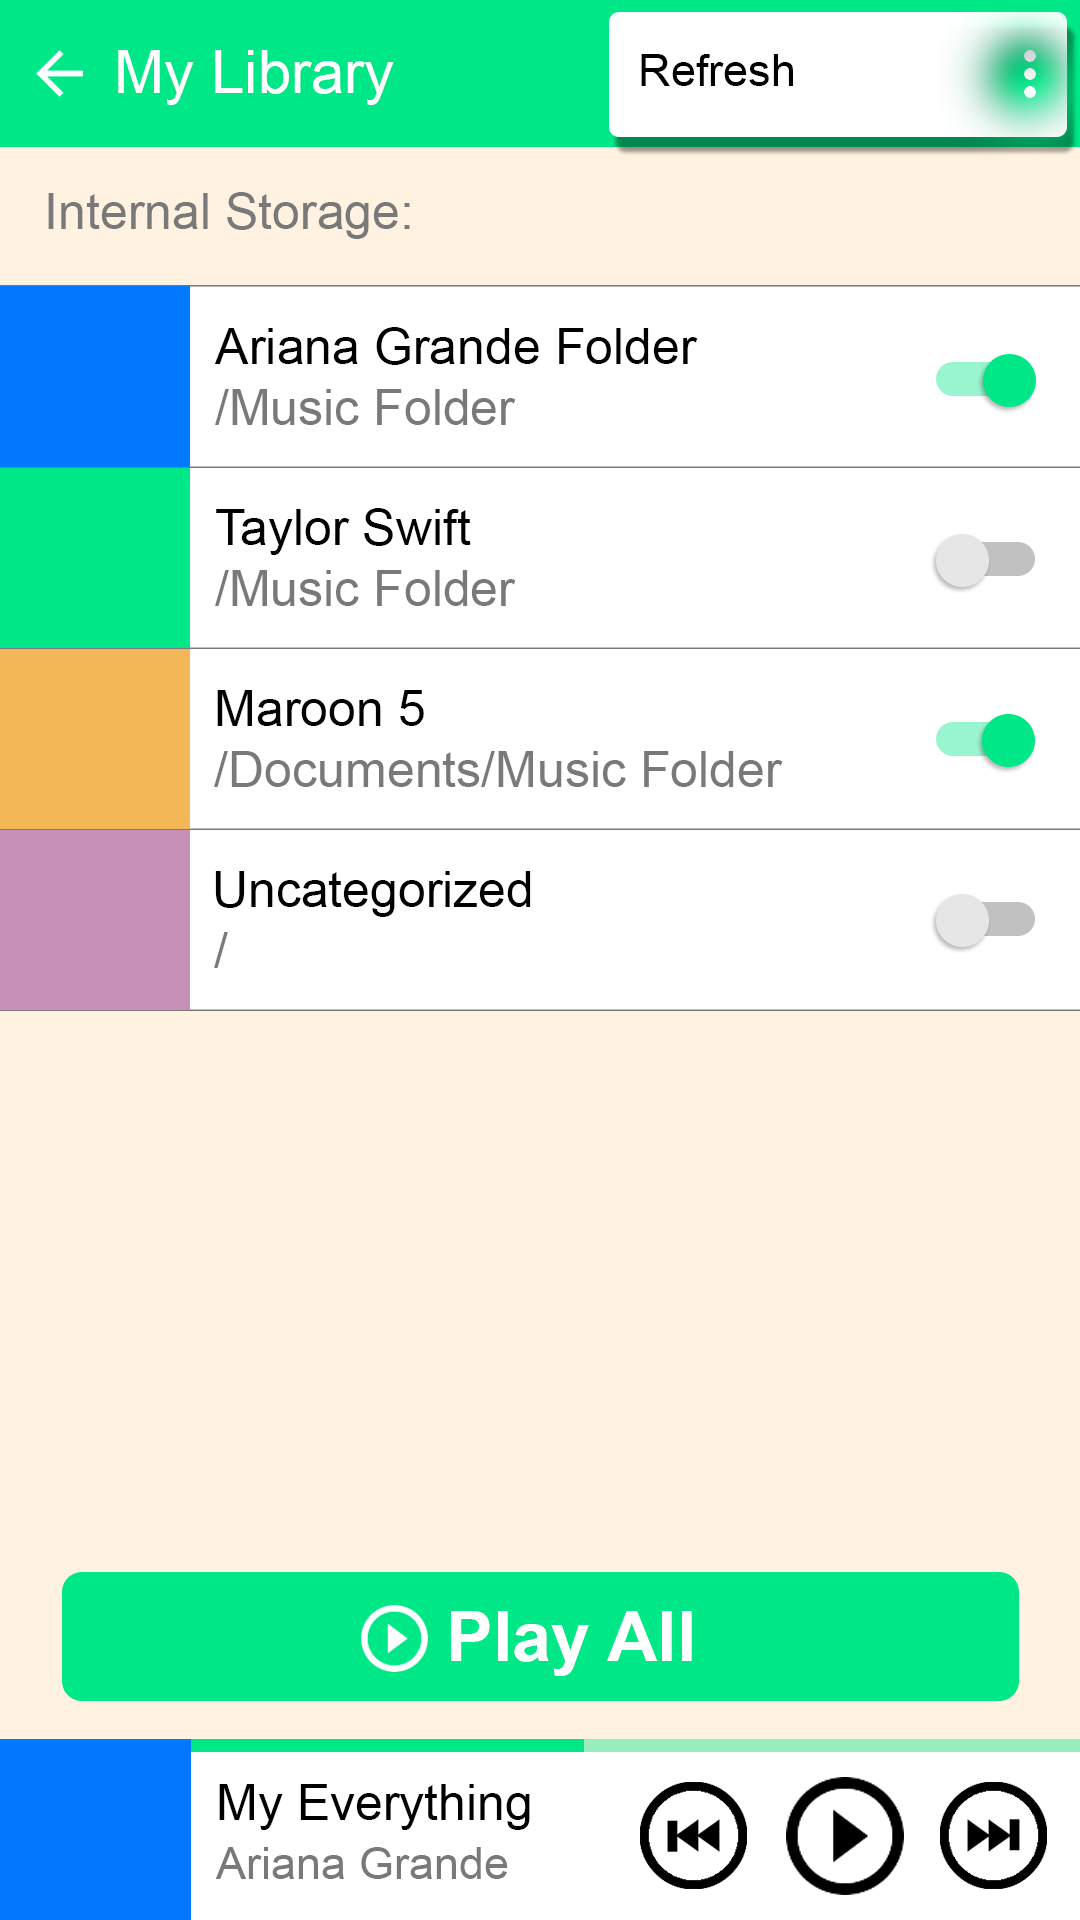 My Library
Refresh
Internal Storage:
Ariana Grande Folder
/Music Folder
Taylor Swift
/Music Folder
Maroon 5
/Documents/Music Folder
Uncategorized
/
Play All
My Everything
Ariana Grande